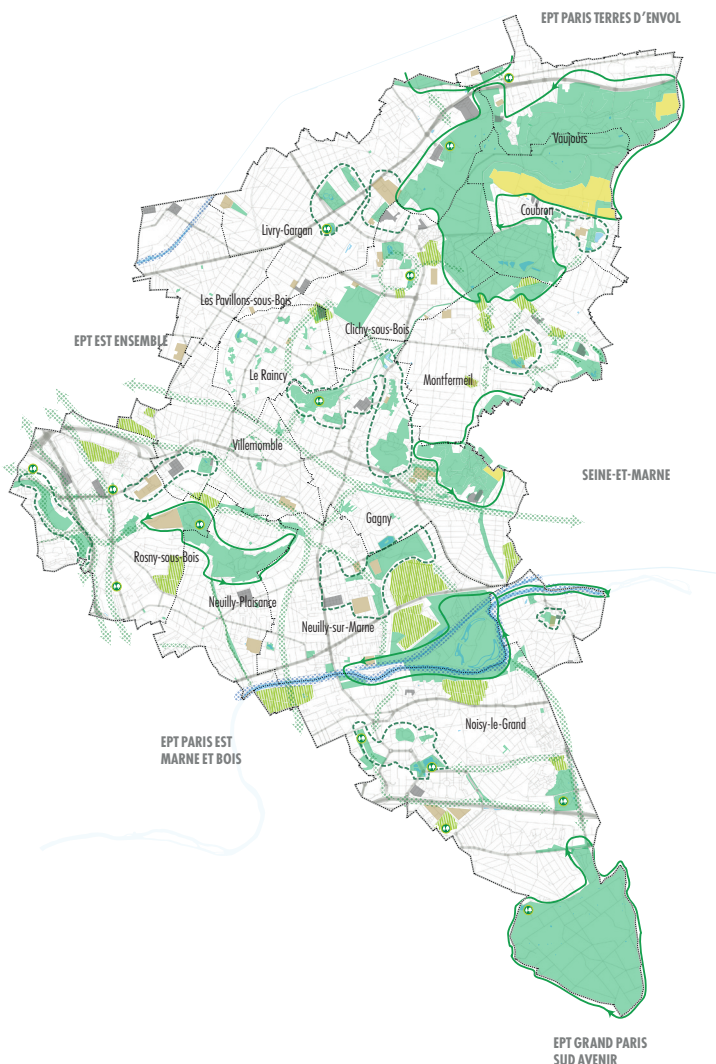 EPT PARIS TERRES D'ENVOL
Vaujours
Coubron
Livry-Gargan
Les Pavillons-sous-Bois
Clichy-sous-Bois
EPT EST ENSEMBLE
Le Raincy
Montfermeil
Villemomble
SEINE-ET-MARNE
Gagny
Rosny-sous-Bois
Neuilly-Plaisance
Neuilly-sur-Marne
Noisy-le-Grand
EPT PARIS EST
MARNE ET BOIS
EPT GRAND PARIS
SUD AVENIR